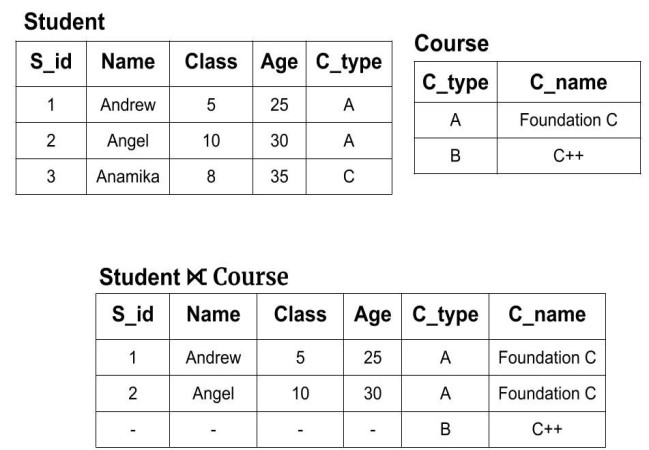 Student
S_id Name Class Age C_type
1 Andrew 5 25 A
2 Angel 10 30 A
3 Anamika 8 35 C
Course
C_type C_name
A Foundation C
B C++
Student ⟖ Course
S_id Name Class Age C_type C_name
1 Andrew 5 25 A Foundation C
2 Angel 10 30 A Foundation C
- - - - B C++